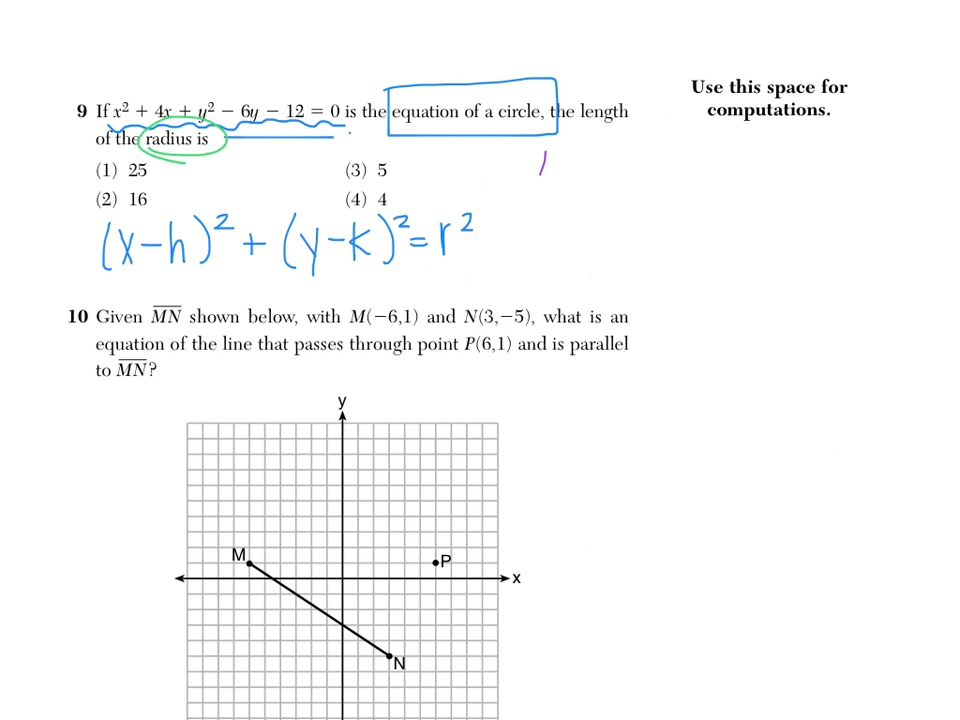 Use this space for
computations.
9 If x² + 4x + y² − 6y − 12 = 0 is the equation of a circle, the length
of the radius is
(1) 25 (3) 5
(2) 16 (4) 4
(x-h)² + (y-k)² = r²
10 Given MN shown below, with M(−6,1) and N(3,−5), what is an
equation of the line that passes through point P(6,1) and is parallel
to MN?
y
M
P
x
N